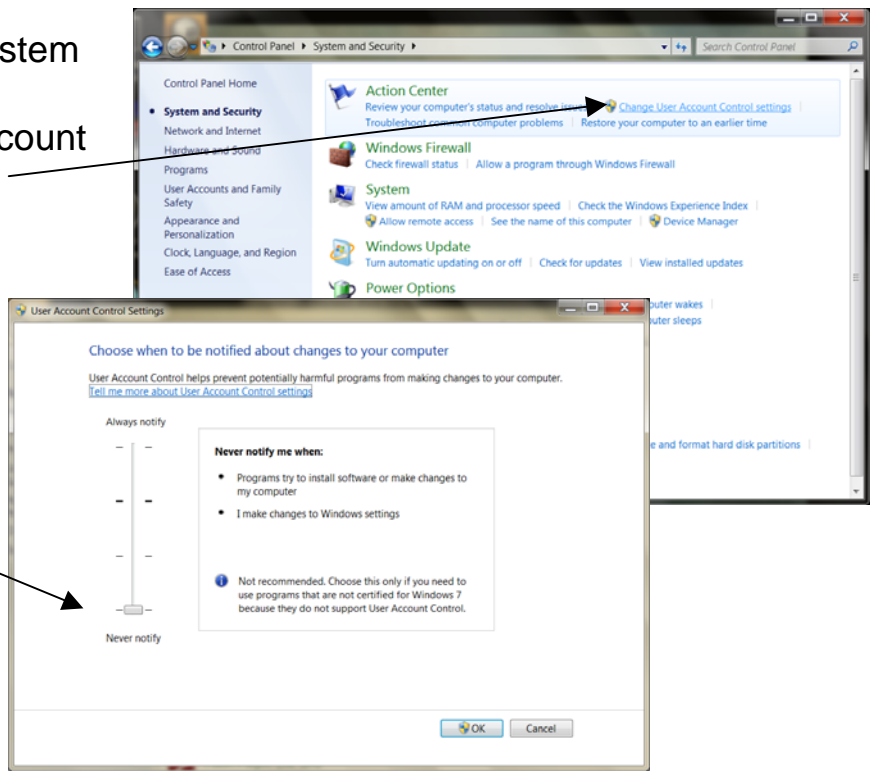 stem
count
Control Panel ▸ System and Security ▸
Search Control Panel
Control Panel Home
• System and Security
Network and Internet
Hardware and Sound
Programs
User Accounts and Family
Safety
Appearance and
Personalization
Clock, Language, and Region
Ease of Access
Action Center
Review your computer's status and resolve issues Change User Account Control settings
Troubleshoot common computer problems Restore your computer to an earlier time
Windows Firewall
Check firewall status Allow a program through Windows Firewall
System
View amount of RAM and processor speed Check the Windows Experience Index
Allow remote access See the name of this computer Device Manager
Windows Update
Turn automatic updating on or off Check for updates View installed updates
Power Options
puter wakes
puter sleeps
e and format hard disk partitions
User Account Control Settings
Choose when to be notified about changes to your computer
User Account Control helps prevent potentially harmful programs from making changes to your computer.
Tell me more about User Account Control settings
Always notify
Never notify me when:
• Programs try to install software or make changes to
my computer
• I make changes to Windows settings
Not recommended. Choose this only if you need to
use programs that are not certified for Windows 7
because they do not support User Account Control.
Never notify
OK Cancel